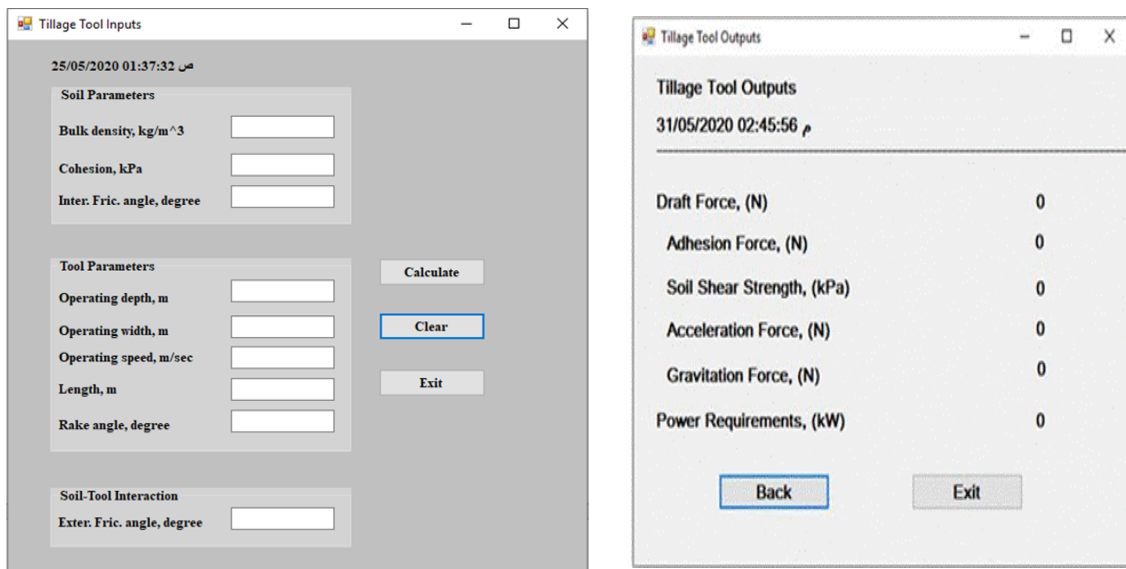 Tillage Tool Inputs
25/05/2020 01:37:32 ص
Soil Parameters
Bulk density, kg/m^3
Cohesion, kPa
Inter. Fric. angle, degree
Tool Parameters
Operating depth, m
Operating width, m
Operating speed, m/sec
Length, m
Rake angle, degree
Calculate
Clear
Exit
Soil-Tool Interaction
Exter. Fric. angle, degree
Tillage Tool Outputs
Tillage Tool Outputs
31/05/2020 02:45:56 م
Draft Force, (N) 0
Adhesion Force, (N) 0
Soil Shear Strength, (kPa) 0
Acceleration Force, (N) 0
Gravitation Force, (N) 0
Power Requirements, (kW) 0
Back
Exit